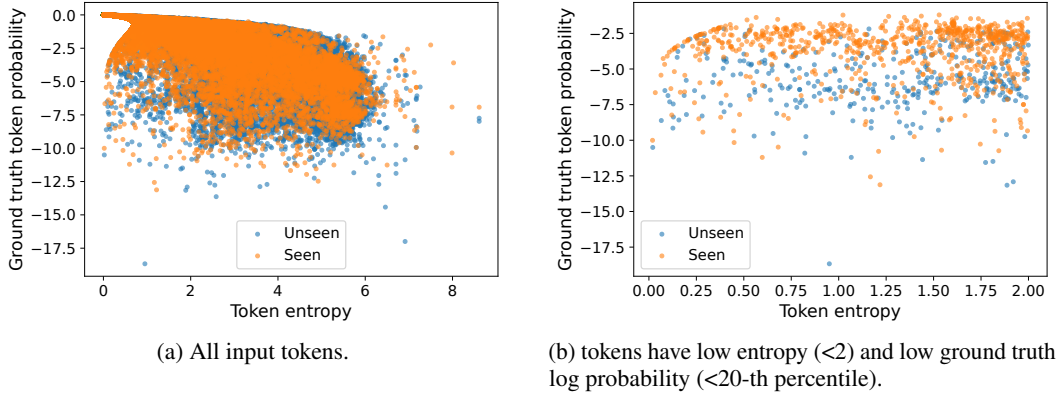 0.0
−2.5
−5.0
−7.5
−10.0
−12.5
−15.0
−17.5
Ground truth token probability
0 2 4 6 8
Token entropy
Unseen
Seen
(a) All input tokens.
−2.5
−5.0
−7.5
−10.0
−12.5
−15.0
−17.5
Ground truth token probability
0.00 0.25 0.50 0.75 1.00 1.25 1.50 1.75 2.00
Token entropy
Unseen
Seen
(b) tokens have low entropy (<2) and low ground truth
log probability (<20-th percentile).